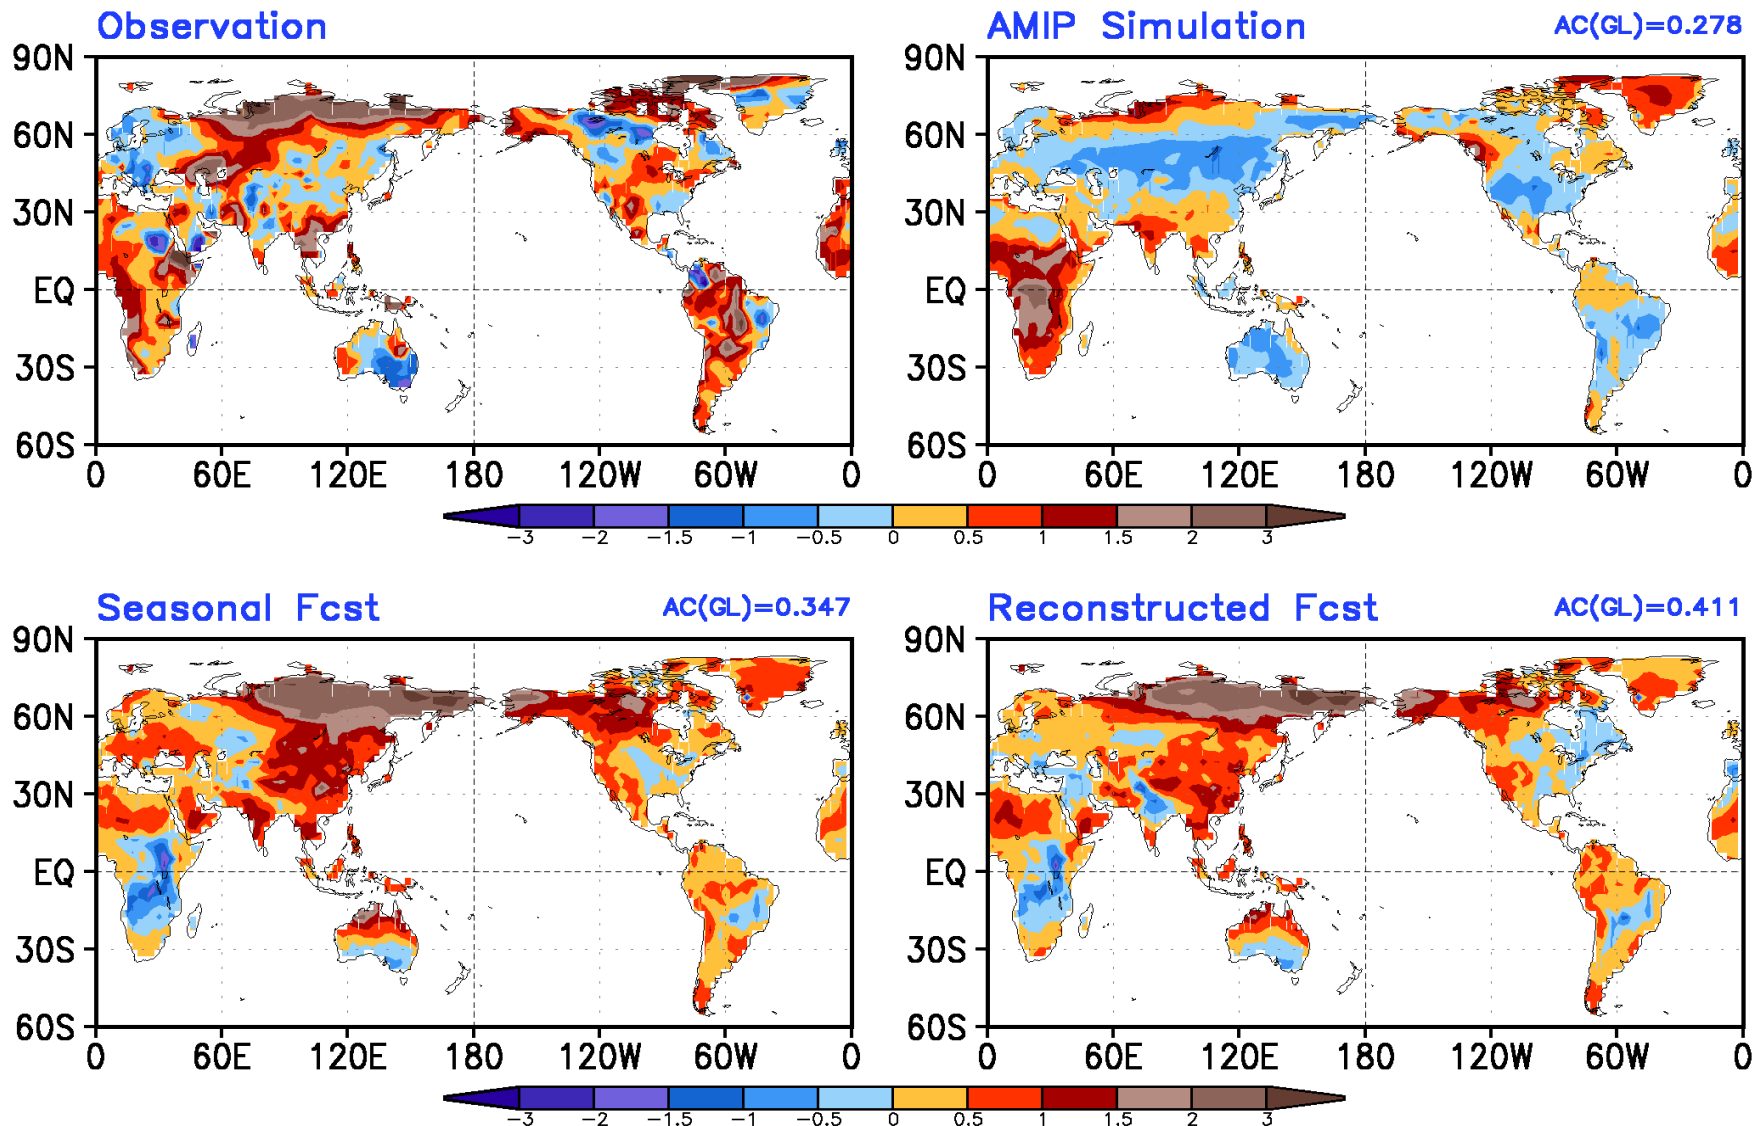 Observation
AMIP Simulation AC(GL)=0.278
90N 90N
60N 60N
30N 30N
EQ EQ
30S 30S
60S 60S
0 60E 120E 180 120W 60W 0 0 60E 120E 180 120W 60W 0
-3 -2 -1.5 -1 -0.5 0 0.5 1 1.5 2 3
Seasonal Fcst AC(GL)=0.347
Reconstructed Fcst AC(GL)=0.411
90N 90N
60N 60N
30N 30N
EQ EQ
30S 30S
60S 60S
0 60E 120E 180 120W 60W 0 0 60E 120E 180 120W 60W 0
-3 -2 -1.5 -1 -0.5 0 0.5 1 1.5 2 3